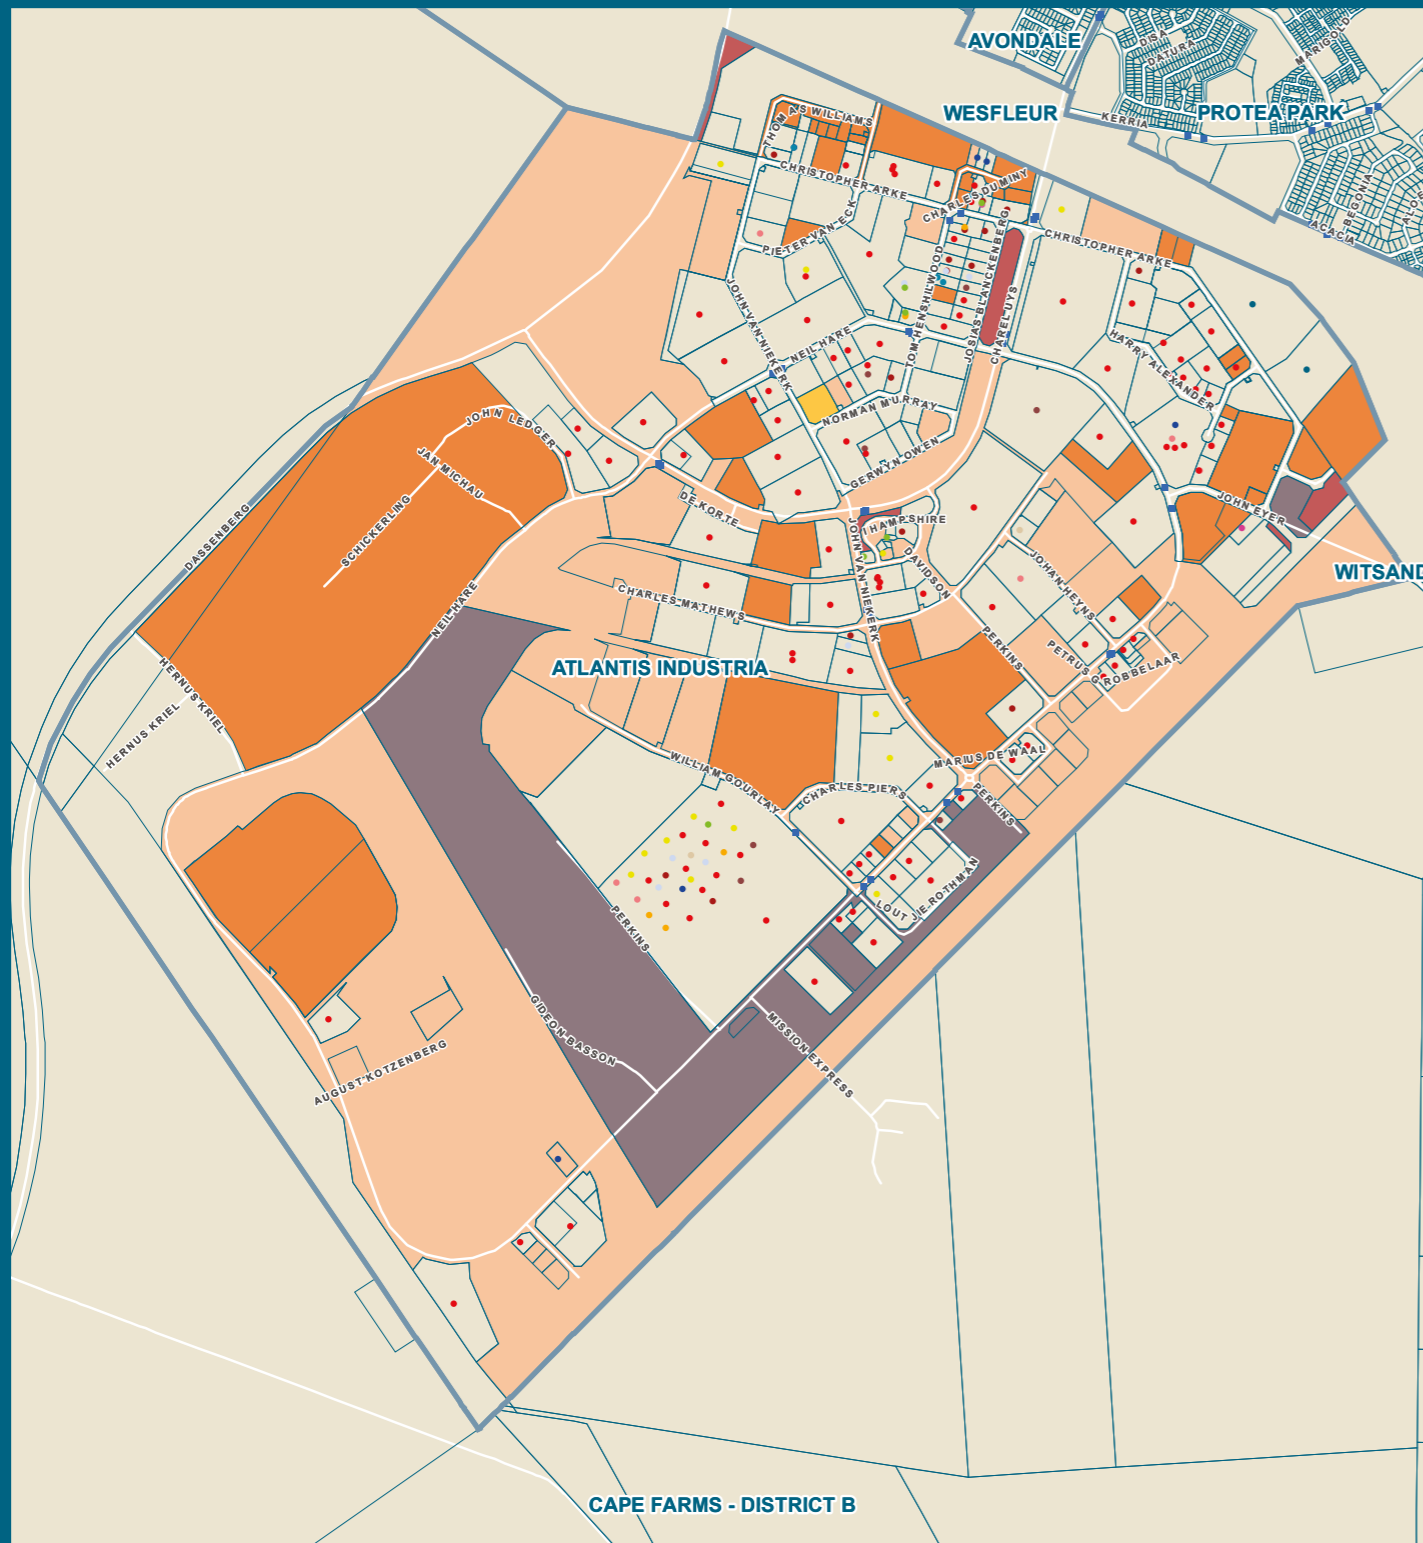 AVONDALE
DISA
DATURA
MARIGOLD
WESFLEUR
PROTEA PARK
KERRIA
BEGONIA
ALOE
ACACIA
THOMAS WILLIAMS
CHRISTOPHER ARKE
CHARLES DUMINY
PIETER VAN ECK
CHRISTOPHER ARKE
JOHN VAN NIEKERK
TOM HENSHILWOOD
JOSIAS BLANCKENBERG
CHAREL UYS
NEIL HARE
HARRY ALEXANDER
NORMAN MURRAY
GERWYN OWEN
JOHN LEDGER
JAN MICHAU
SCHICKERLING
DASSENBERG
DE KORTE
HAMPSHIRE
JOHN EYER
DAVIDSON
JOHAN HEYNS
WITSAND
NEIL HARE
CHARLES MATHEWS
JOHN VAN NIEKERK
PERKINS
PETRUS GROBBELAAR
ATLANTIS INDUSTRIA
HERNUS KRIEL
HERNUS KRIEL
WILLIAM GOURLAY
MARIUS DE WAAL
CHARLES PIERS
PERKINS
LOUTJIE ROTHMAN
PERKINS
GIDEON BASSON
MISSION EXPRESS
AUGUST KOTZENBERG
CAPE FARMS - DISTRICT B